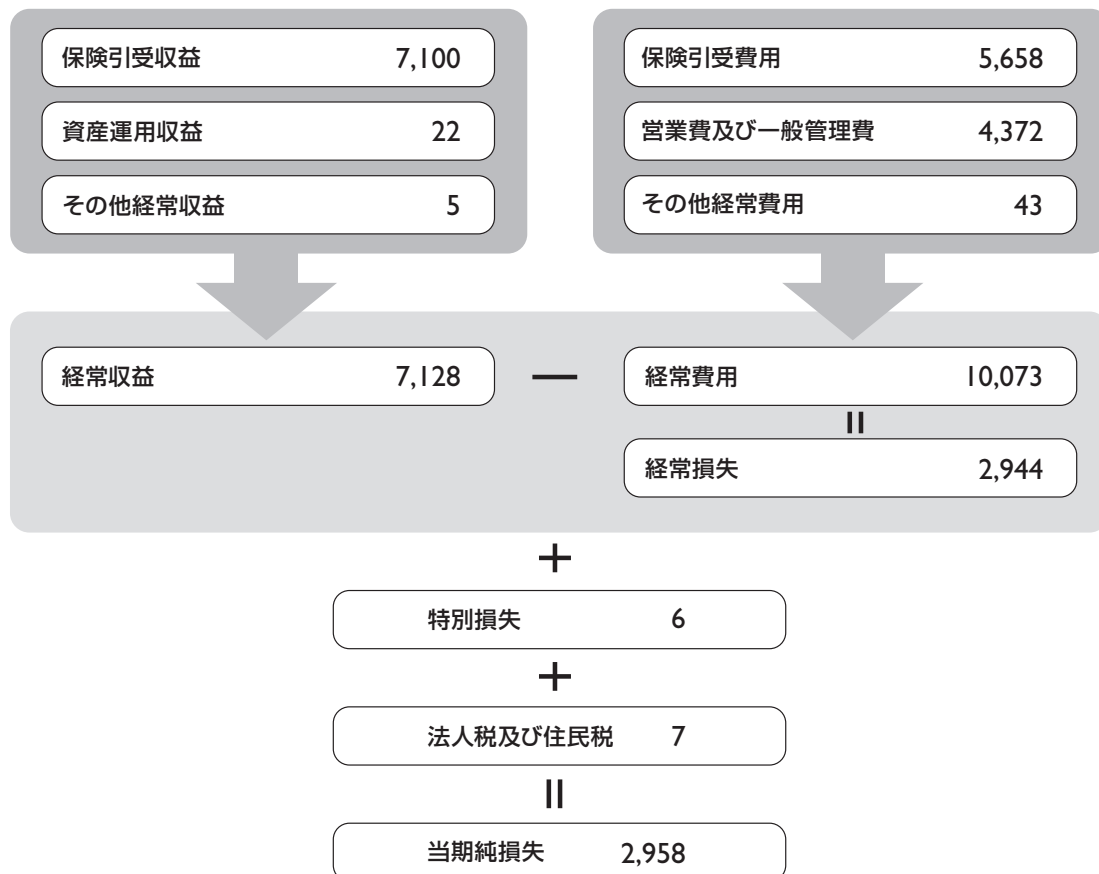 保険引受収益 7,100
資産運用収益 22
その他経常収益 5
保険引受費用 5,658
営業費及び一般管理費 4,372
その他経常費用 43
経常収益 7,128
ー
経常費用 10,073
=
経常損失 2,944
+
特別損失 6
+
法人税及び住民税 7
=
当期純損失 2,958